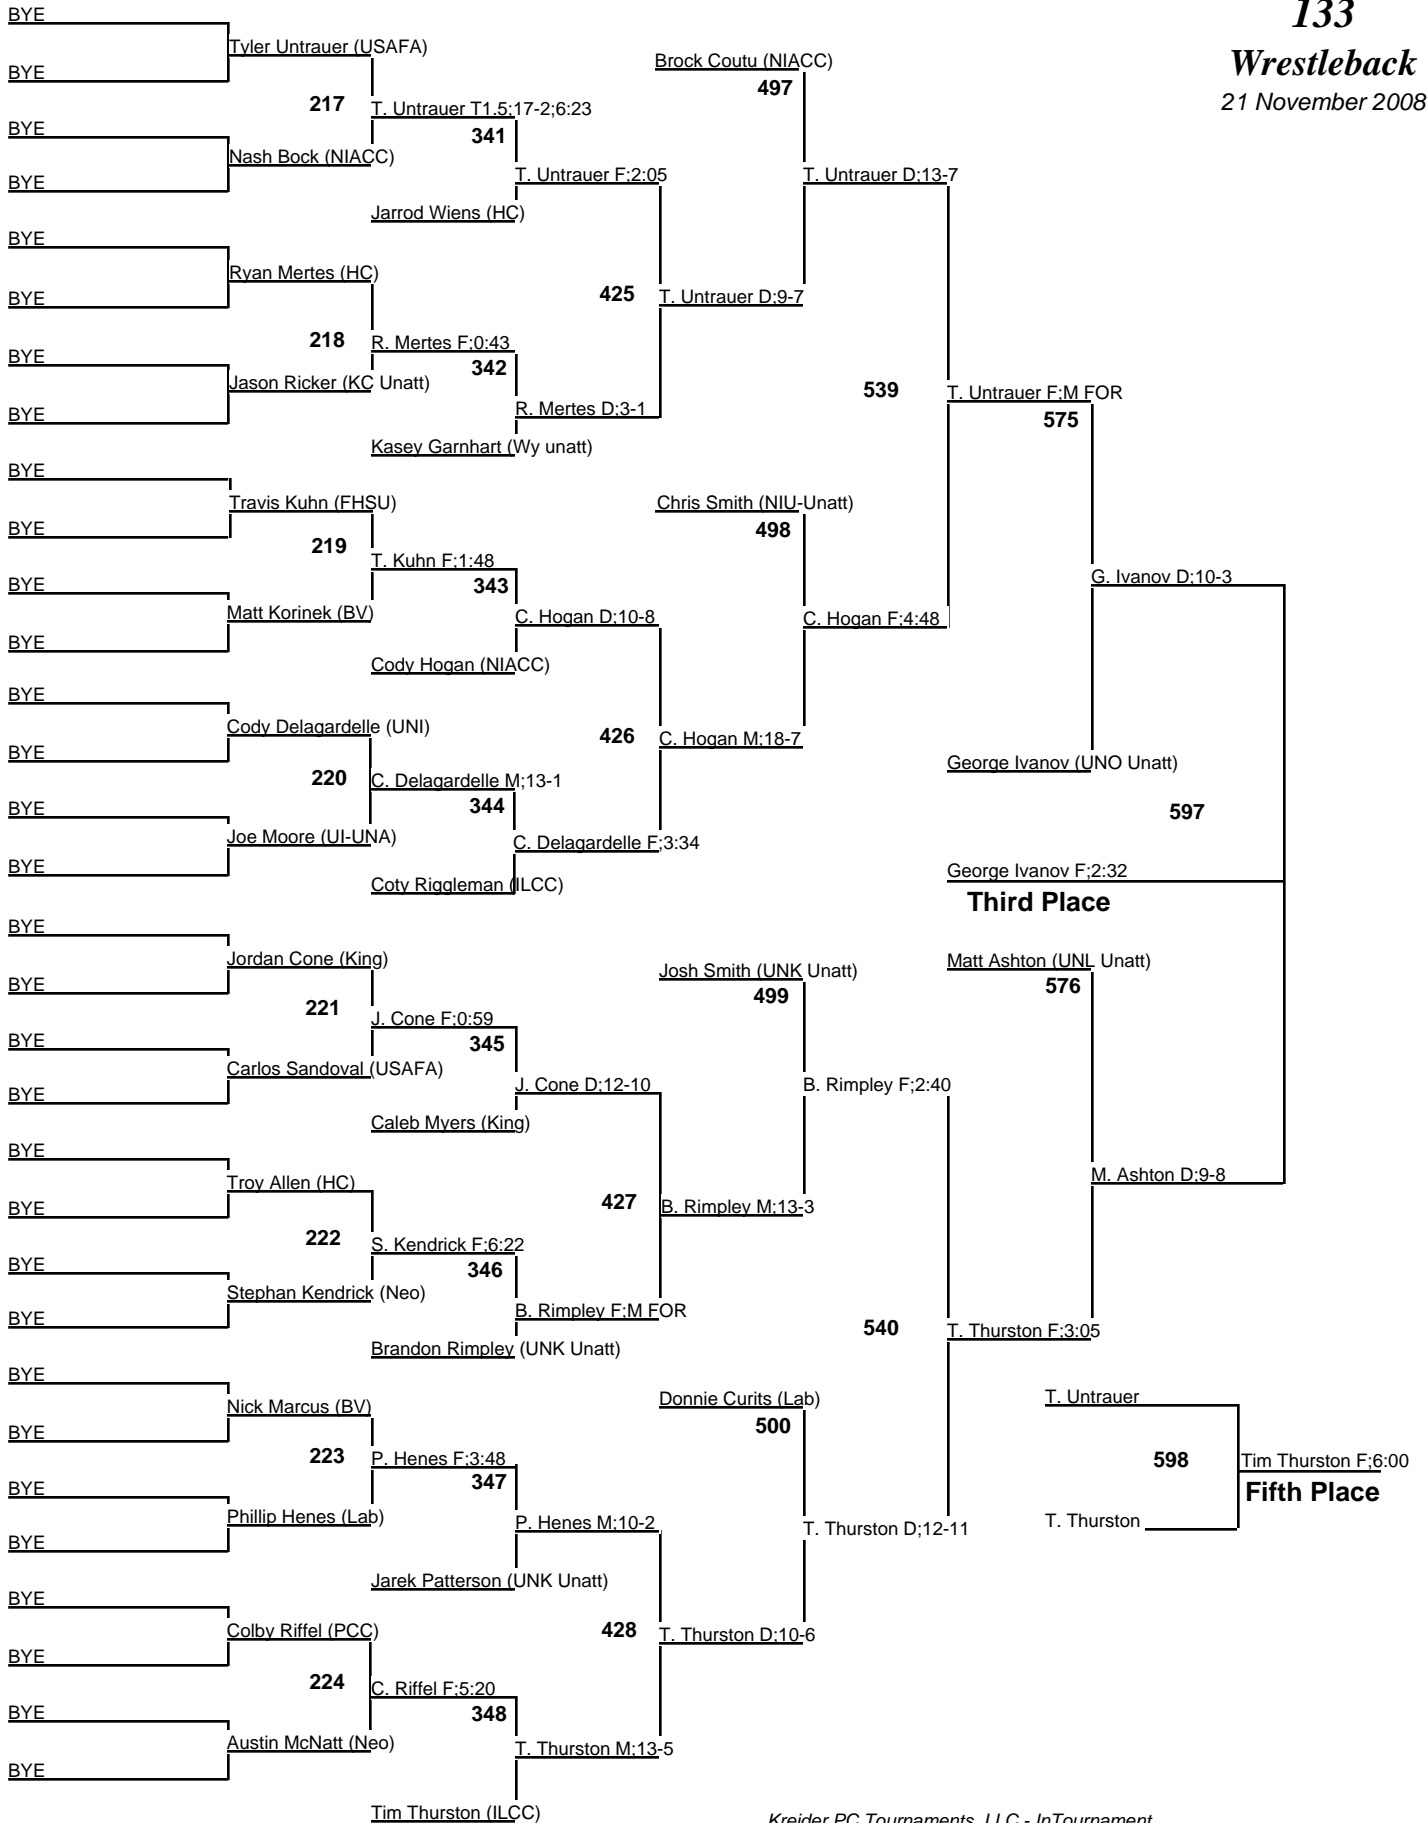 133
Wrestleback
21 November 2008
BYE
Tyler Untrauer (USAFA)
BYE
Brock Coutu (NIACC)
497
217
T. Untrauer T1.5;17-2;6:23
BYE
341
Nash Bock (NIACC)
BYE
T. Untrauer F;2:05
T. Untrauer D;13-7
Jarrod Wiens (HC)
BYE
Ryan Mertes (HC)
BYE
425
T. Untrauer D;9-7
218
R. Mertes F;0:43
BYE
342
Jason Ricker (KC Unatt)
539
T. Untrauer F;M FOR
BYE
R. Mertes D;3-1
575
Kasey Garnhart (Wy unatt)
BYE
Travis Kuhn (FHSU)
Chris Smith (NIU-Unatt)
BYE
498
219
T. Kuhn F;1:48
BYE
343
G. Ivanov D;10-3
Matt Korinek (BV)
C. Hogan D;10-8
C. Hogan F;4:48
BYE
Cody Hogan (NIACC)
BYE
Cody Delagardelle (UNI)
426
C. Hogan M;18-7
BYE
George Ivanov (UNO Unatt)
220
C. Delagardelle M;13-1
BYE
344
597
Joe Moore (UI-UNA)
C. Delagardelle F;3:34
BYE
George Ivanov F;2:32
Coty Riggleman (ILCC)
Third Place
BYE
Jordan Cone (King)
Josh Smith (UNK Unatt)
Matt Ashton (UNL Unatt)
BYE
499
576
221
J. Cone F;0:59
BYE
345
Carlos Sandoval (USAFA)
J. Cone D;12-10
B. Rimpley F;2:40
BYE
Caleb Myers (King)
BYE
Troy Allen (HC)
M. Ashton D;9-8
BYE
427
B. Rimpley M;13-3
222
S. Kendrick F;6:22
BYE
346
Stephan Kendrick (Neo)
BYE
B. Rimpley F;M FOR
540
T. Thurston F;3:05
Brandon Rimpley (UNK Unatt)
BYE
Nick Marcus (BV)
Donnie Curits (Lab)
T. Untrauer
BYE
500
223
P. Henes F;3:48
598
Tim Thurston F;6:00
BYE
347
Fifth Place
Phillip Henes (Lab)
P. Henes M;10-2
T. Thurston D;12-11
T. Thurston
BYE
Jarek Patterson (UNK Unatt)
BYE
Colby Riffel (PCC)
428
T. Thurston D;10-6
BYE
224
C. Riffel F;5:20
BYE
348
Austin McNatt (Neo)
T. Thurston M;13-5
BYE
Tim Thurston (ILCC)
Kreider PC Tournaments, LLC - InTournament